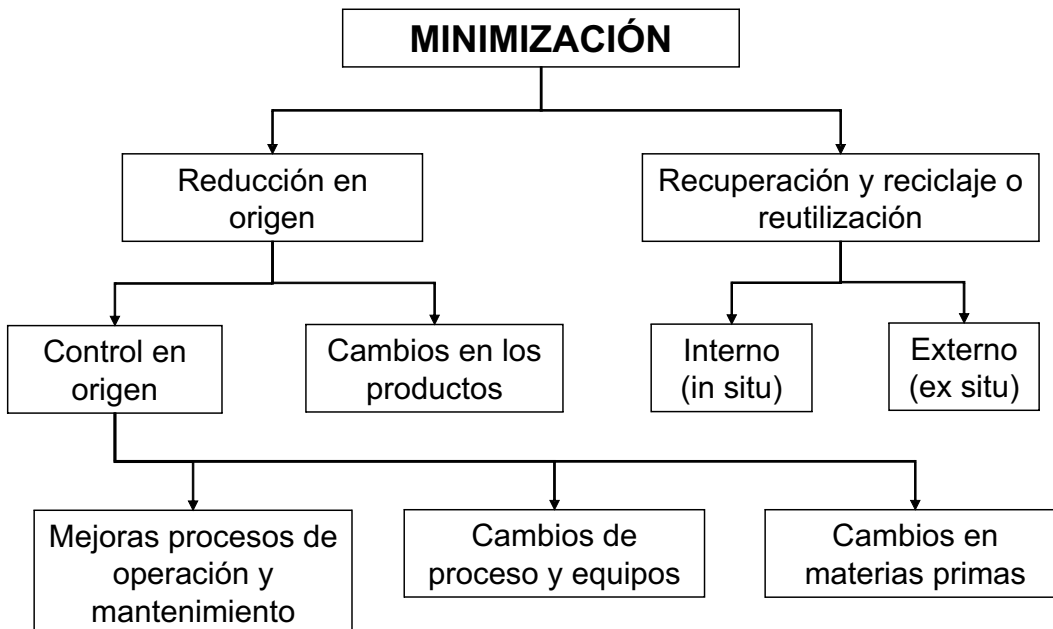 MINIMIZACIÓN
Reducción en
origen
Recuperación y reciclaje o
reutilización
Control en
origen
Cambios en los
productos
Interno
(in situ)
Externo
(ex situ)
Mejoras procesos de
operación y
mantenimiento
Cambios de
proceso y equipos
Cambios en
materias primas